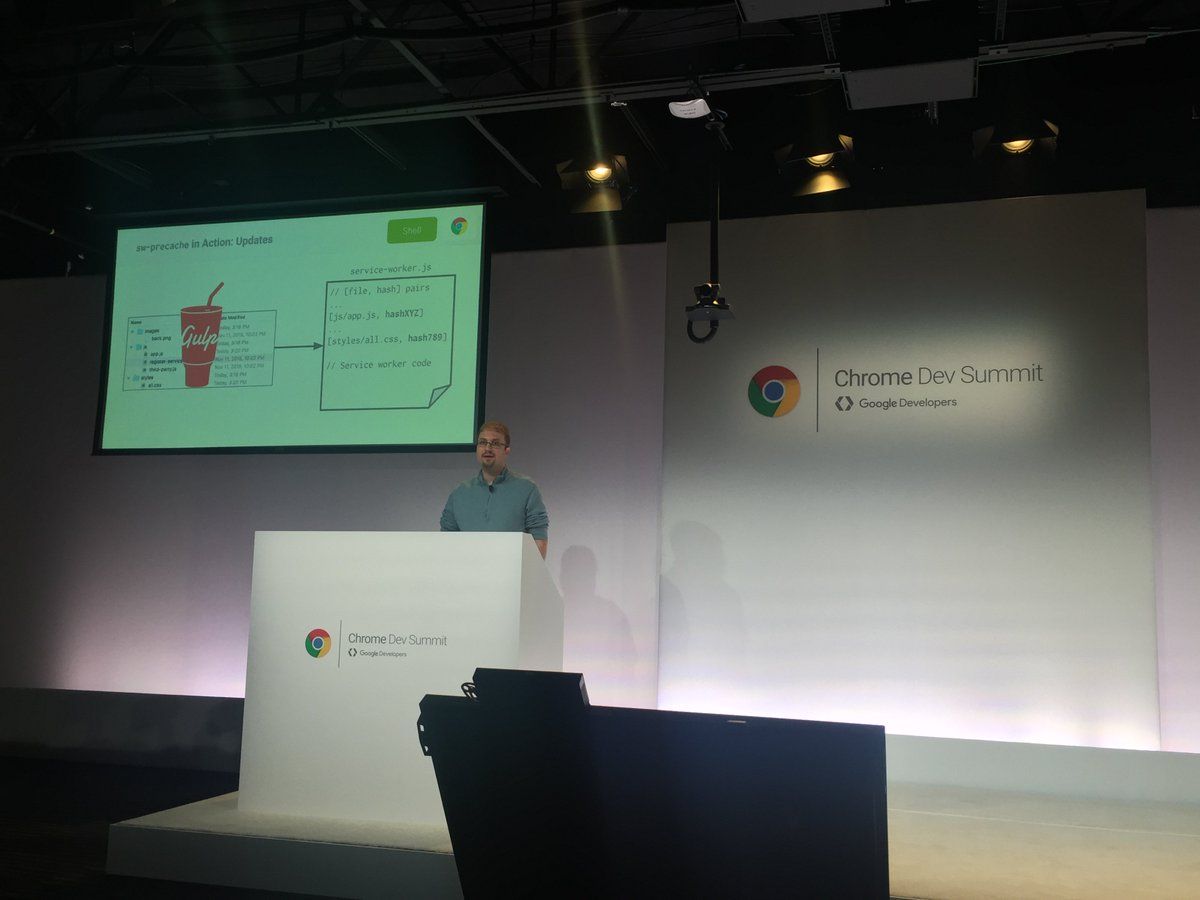 sw-precache in Action: Updates
Shell
service-worker.js
// [file, hash] pairs
...
[js/app.js, hashXYZ]
...
[styles/all.css, hash789]
// Service worker code
Name
images
js
app.js
styles
all.css
Gulp
Chrome Dev Summit
Google Developers
Chrome Dev Summit
Google Developers